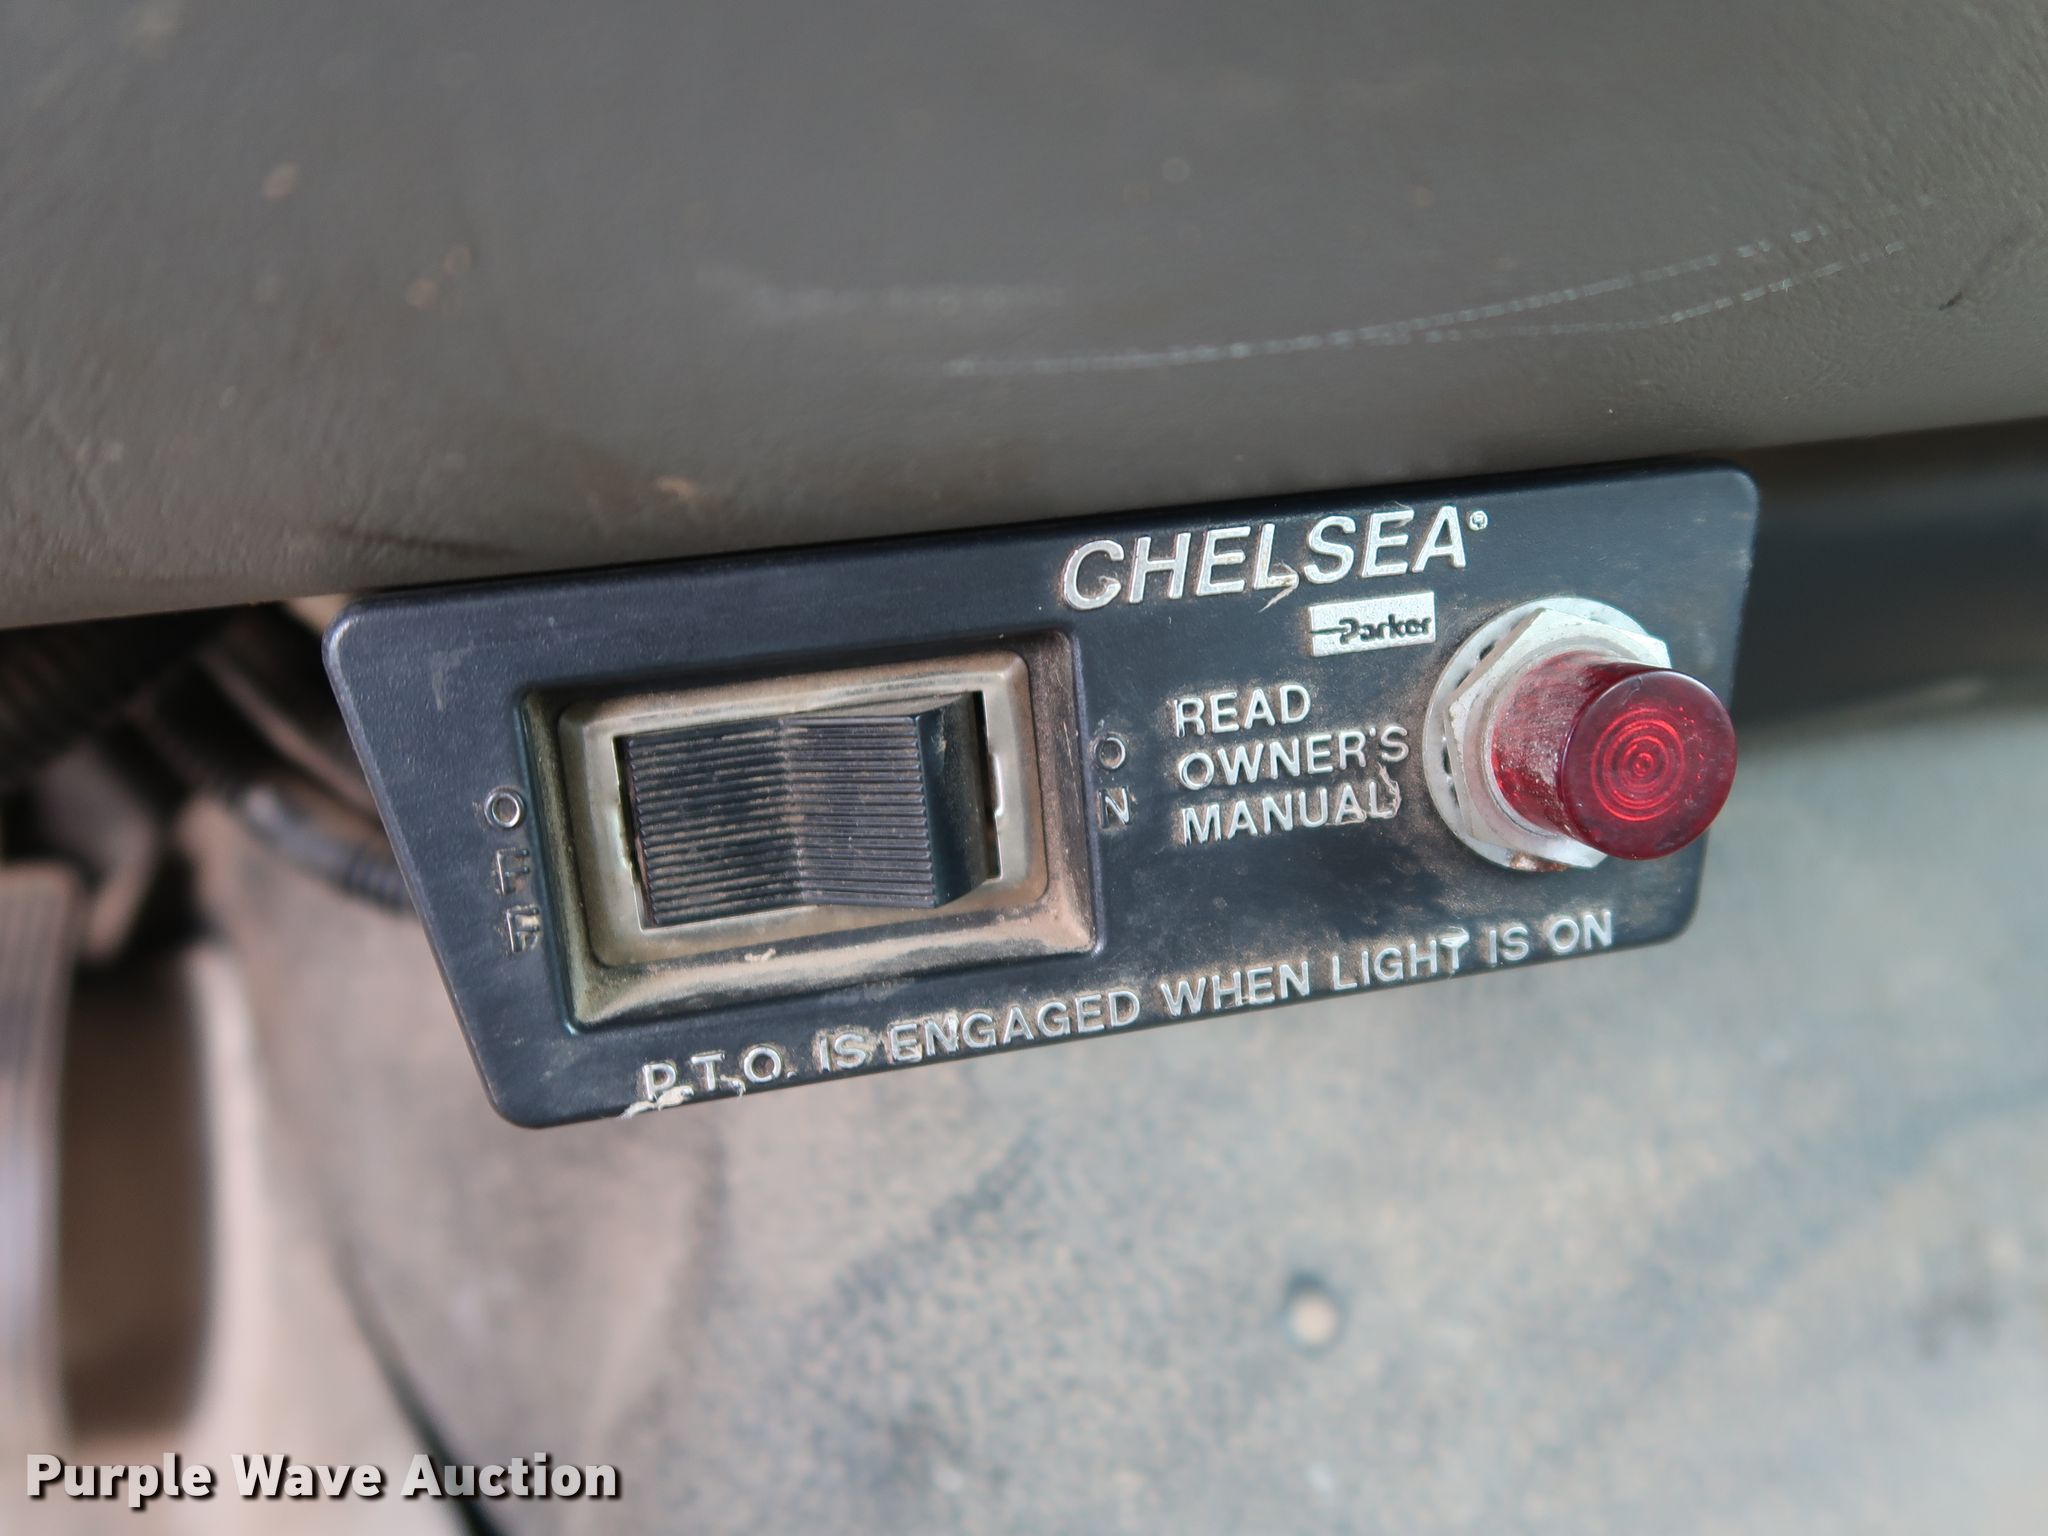 CHELSEA®
Parker
OFF
ON
READ
OWNER'S
MANUAL
P.T.O. IS ENGAGED WHEN LIGHT IS ON
Purple Wave Auction